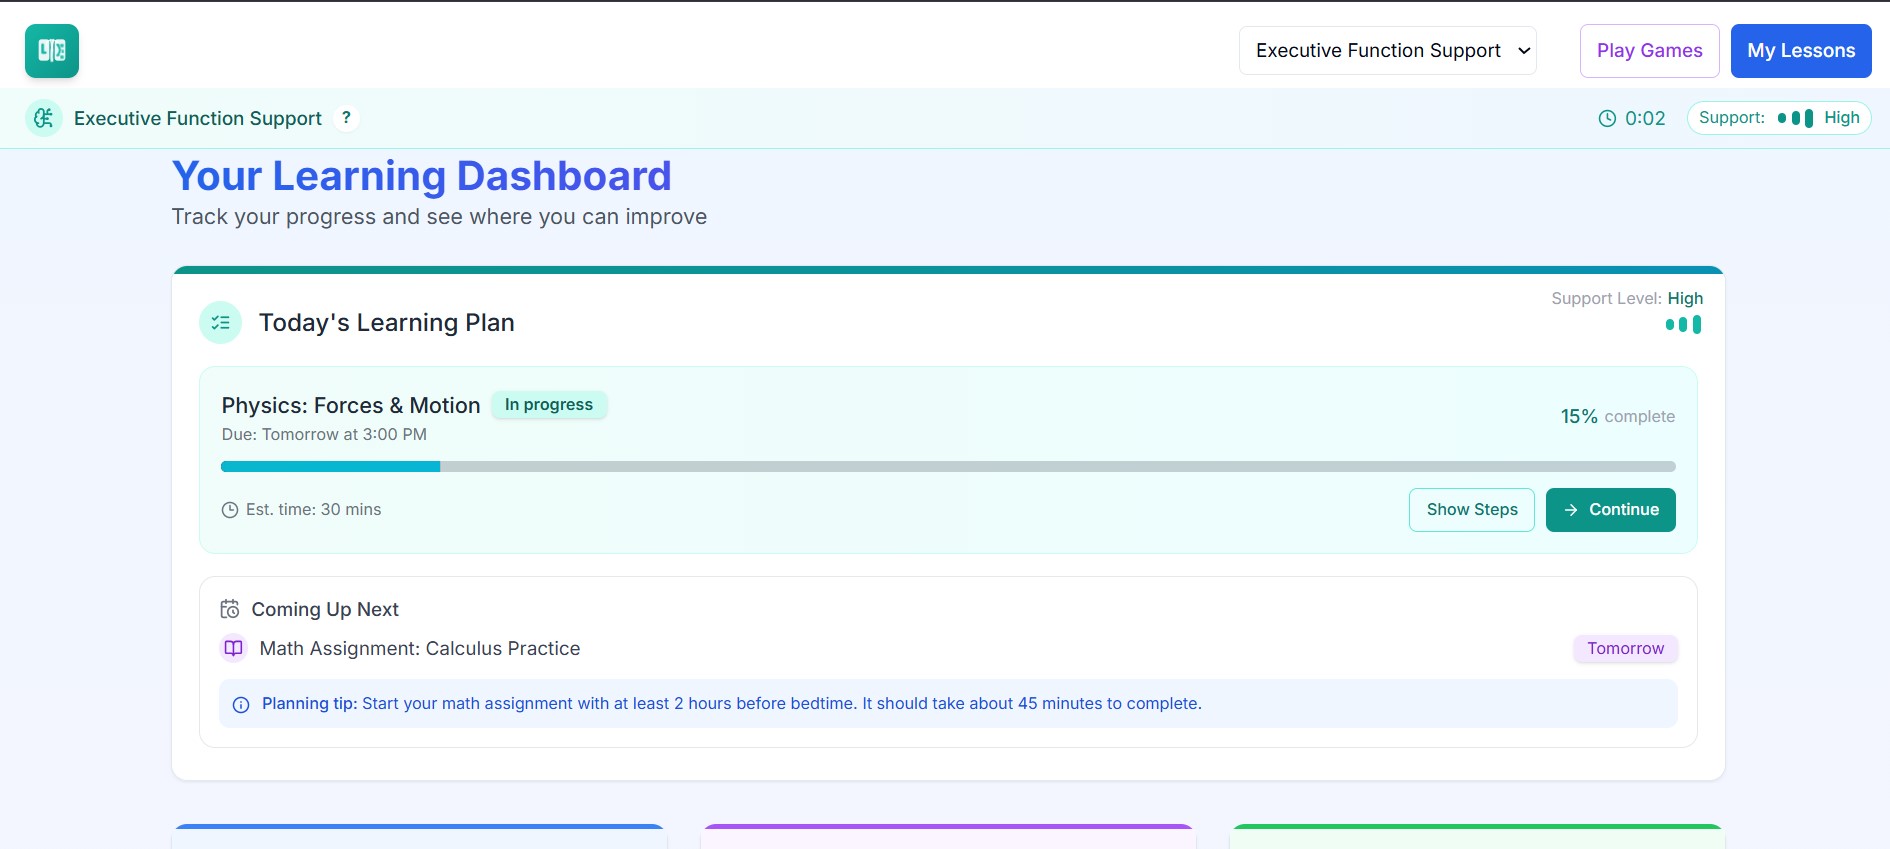 Executive Function Support
Play Games
My Lessons
Executive Function Support ?
0:02
Support: High
Your Learning Dashboard
Track your progress and see where you can improve
Today's Learning Plan
Support Level: High
Physics: Forces & Motion
In progress
Due: Tomorrow at 3:00 PM
15% complete
Est. time: 30 mins
Show Steps
Continue
Coming Up Next
Math Assignment: Calculus Practice
Tomorrow
Planning tip: Start your math assignment with at least 2 hours before bedtime. It should take about 45 minutes to complete.